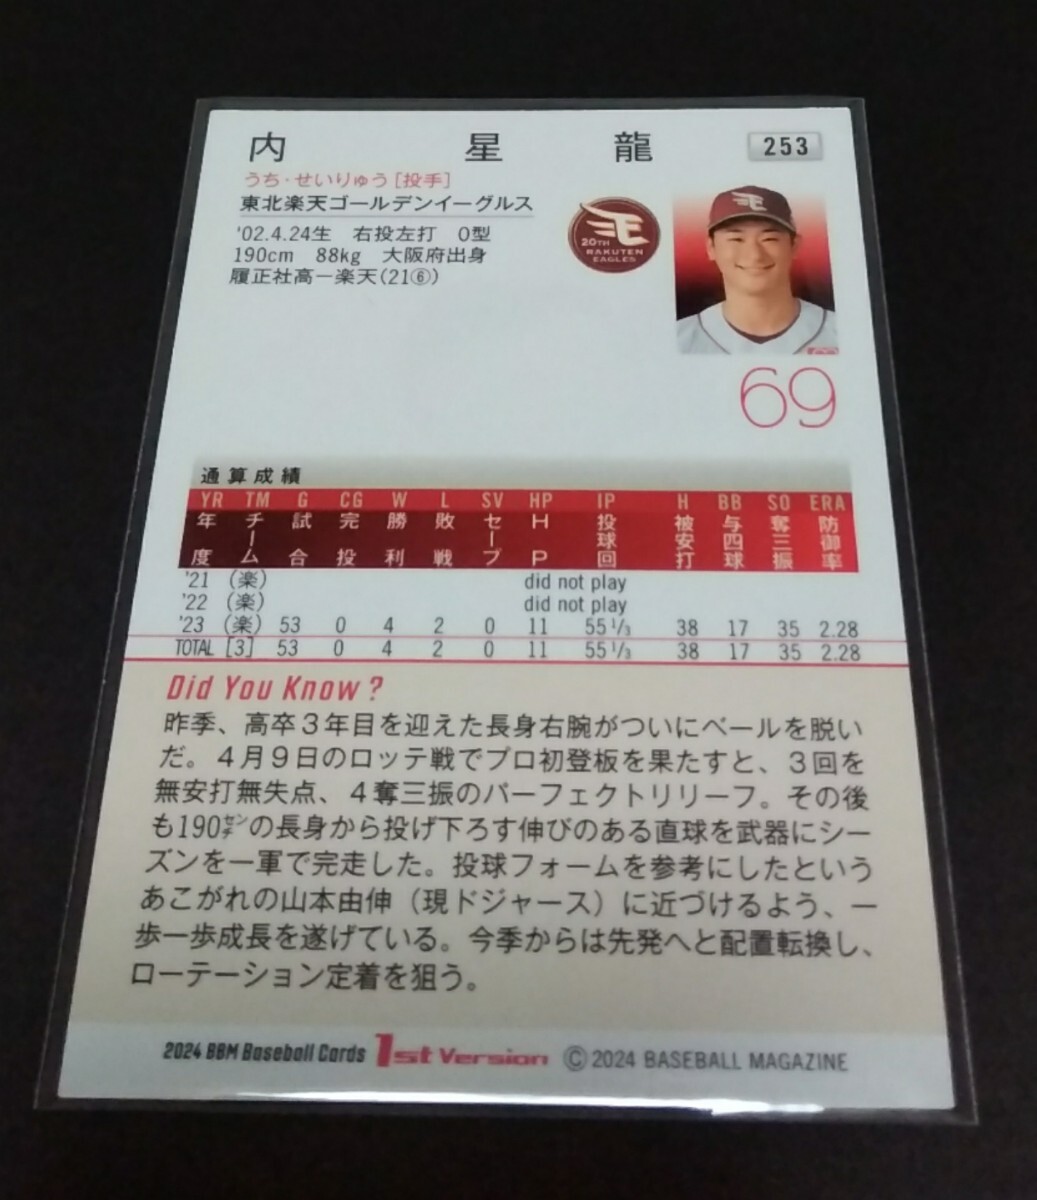 内 星 龍 253
うち・せいりゅう[投手]
東北楽天ゴールデンイーグルス
'02.4.24生 右投左打 O型
190cm 88kg 大阪府出身
履正社高―楽天(21⑥)
20TH
RAKUTEN
EAGLES
69
通算成績
YR TM G CG W L SV HP IP H BB SO ERA
年度 チーム 試合 完投 勝利 敗戦 セーブ HP 投球回 被安打 与四球 奪三振 防御率
'21 (楽) did not play
'22 (楽) did not play
'23 (楽) 53 0 4 2 0 11 55 1/3 38 17 35 2.28
TOTAL [3] 53 0 4 2 0 11 55 1/3 38 17 35 2.28
Did You Know?
昨季、高卒3年目を迎えた長身右腕がついにベールを脱い
だ。4月9日のロッテ戦でプロ初登板を果たすと、3回を
無安打無失点、4奪三振のパーフェクトリリーフ。その後
も190センチの長身から投げ下ろす伸びのある直球を武器にシー
ズンを一軍で完走した。投球フォームを参考にしたという
あこがれの山本由伸（現ドジャース）に近づけるよう、一
歩一歩成長を遂げている。今季からは先発へと配置転換し、
ローテーション定着を狙う。
2024 BBM Baseball Cards 1st Version © 2024 BASEBALL MAGAZINE